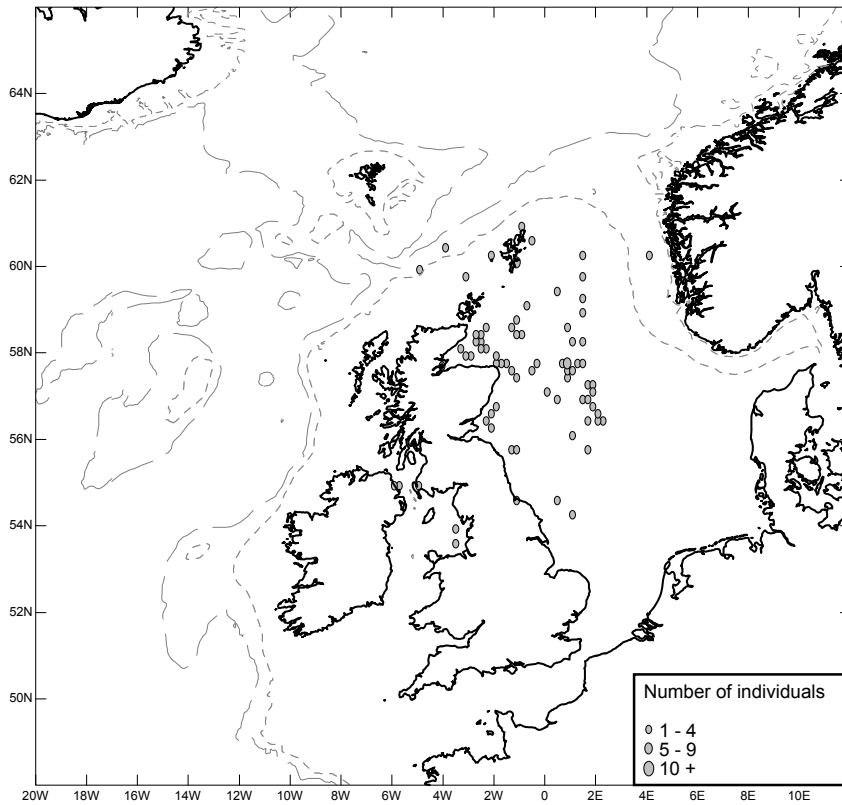 64N
62N
60N
58N
56N
54N
52N
50N
Number of individuals
1 - 4
5 - 9
10 +
20W 18W 16W 14W 12W 10W 8W 6W 4W 2W 0 2E 4E 6E 8E 10E